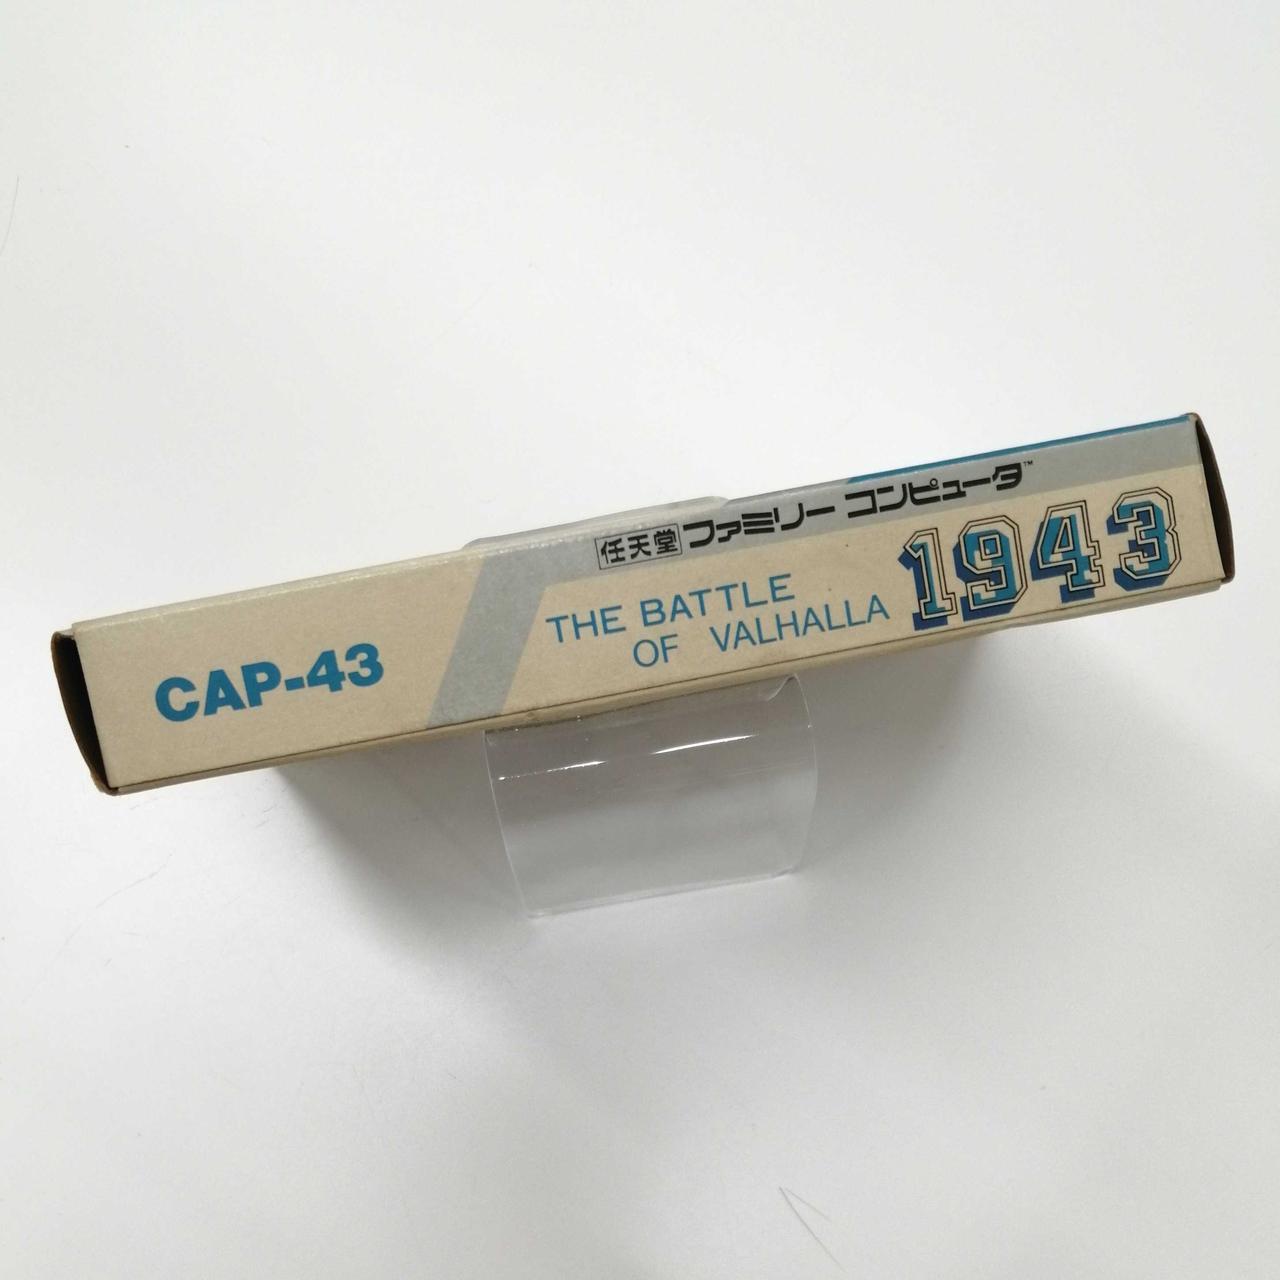 任天堂 ファミリー コンピュータ™
CAP-43
THE BATTLE
OF VALHALLA
1943